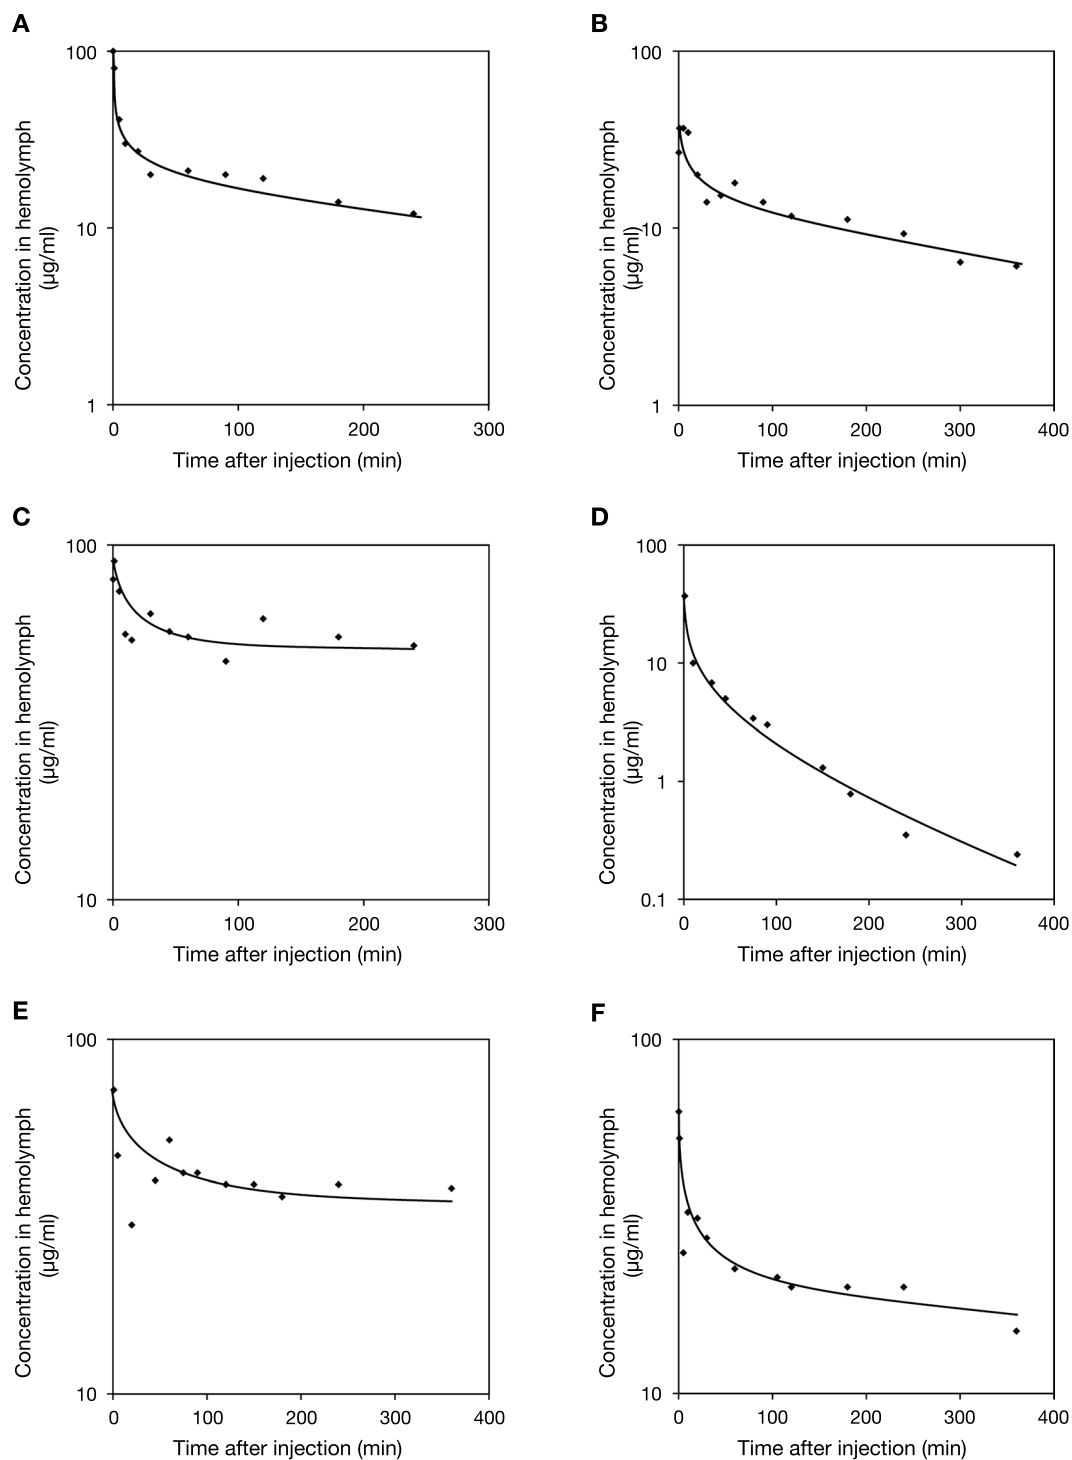 A
Concentration in hemolymph
(µg/ml)
100
10
1
0 100 200 300
Time after injection (min)
B
Concentration in hemolymph
(µg/ml)
100
10
1
0 100 200 300 400
Time after injection (min)
C
Concentration in hemolymph
(µg/ml)
100
10
0 100 200 300
Time after injection (min)
D
Concentration in hemolymph
(µg/ml)
100
10
1
0.1
0 100 200 300 400
Time after injection (min)
E
Concentration in hemolymph
(µg/ml)
100
10
0 100 200 300 400
Time after injection (min)
F
Concentration in hemolymph
(µg/ml)
100
10
0 100 200 300 400
Time after injection (min)